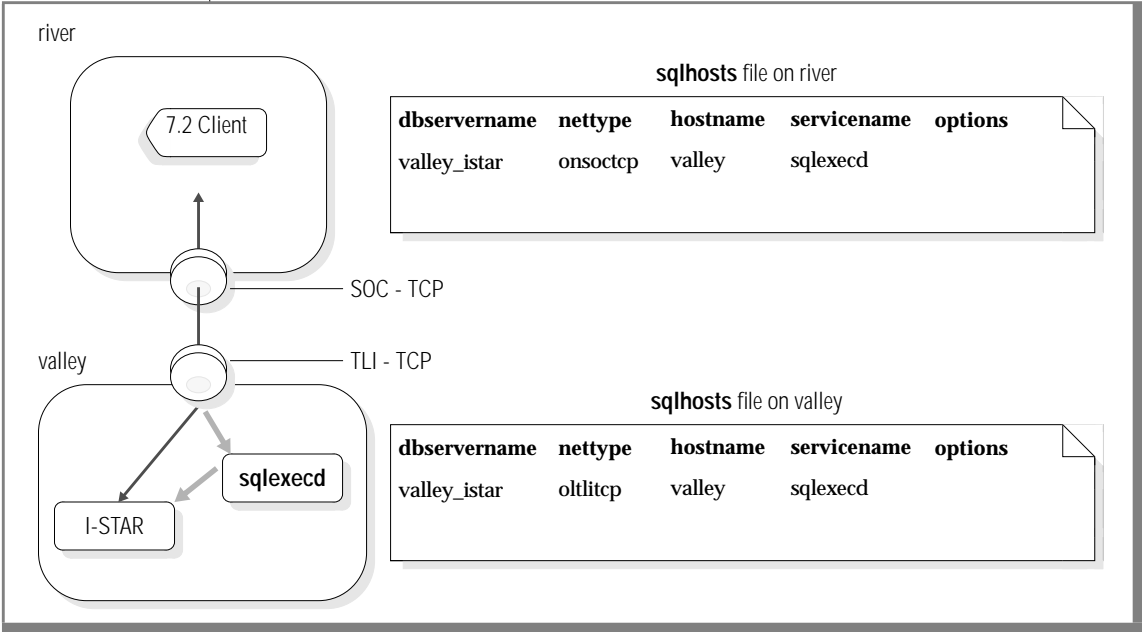 river
7.2 Client
sqlhosts file on river
dbservername nettype hostname servicename options
valley_istar onsoctcp valley sqlexecd
SOC - TCP
valley
TLI - TCP
sqlexecd
I-STAR
sqlhosts file on valley
dbservername nettype hostname servicename options
valley_istar oltlitcp valley sqlexecd